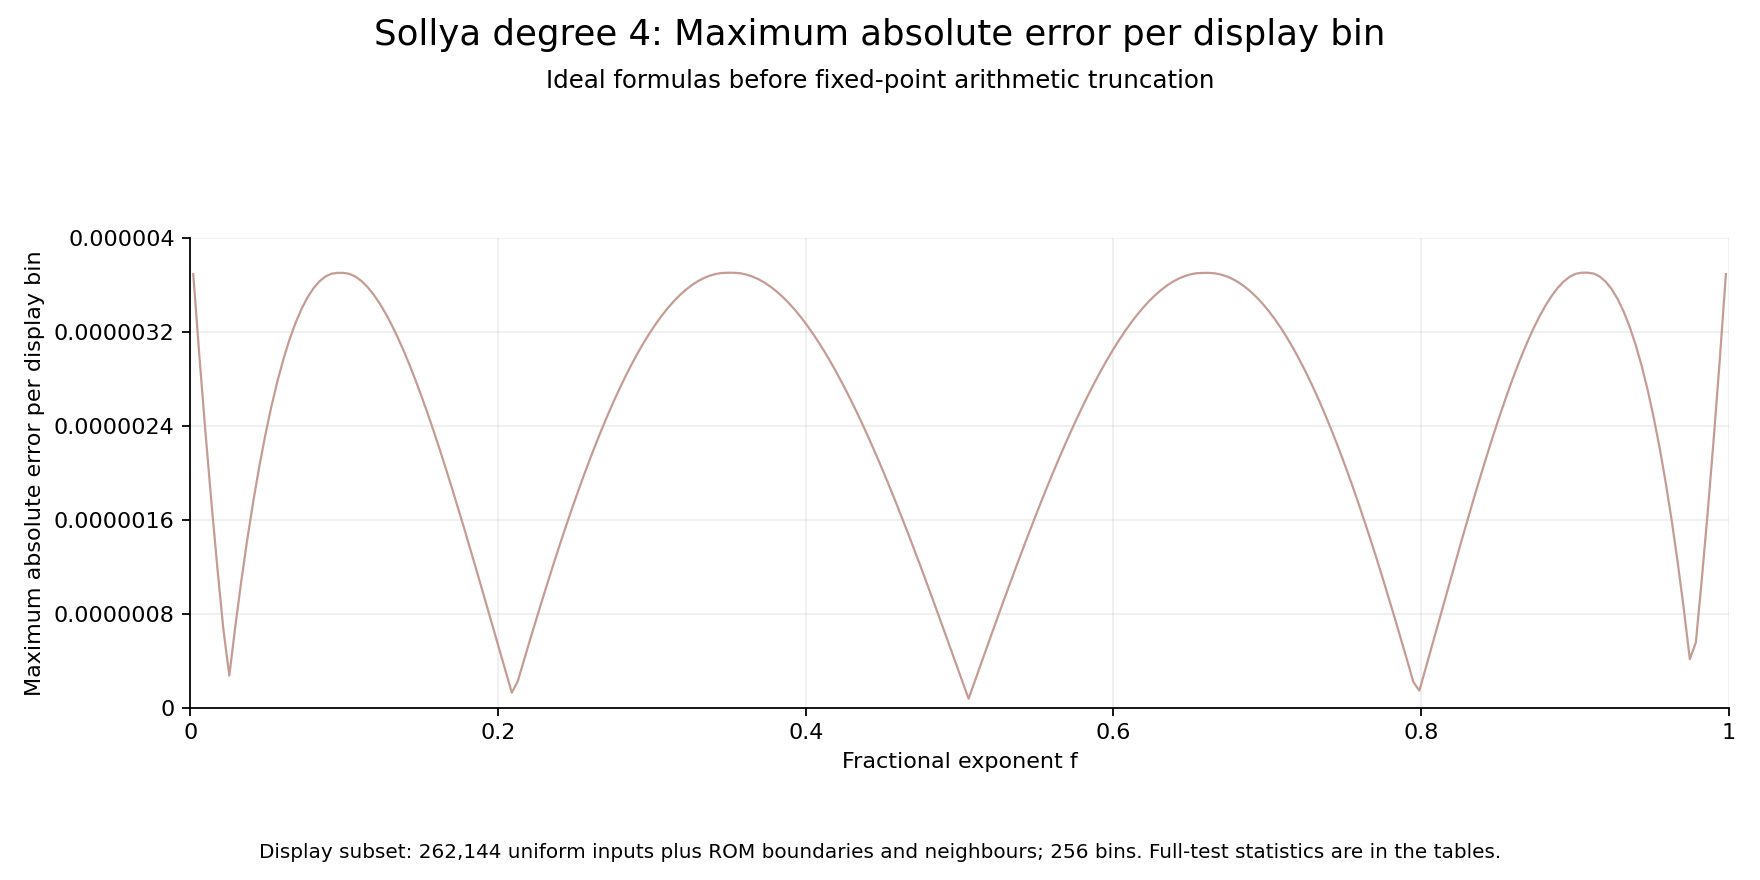 Sollya degree 4: Maximum absolute error per display bin
Ideal formulas before fixed-point arithmetic truncation
Maximum absolute error per display bin
0.000004
0.0000032
0.0000024
0.0000016
0.0000008
0
0 0.2 0.4 0.6 0.8 1
Fractional exponent f
Display subset: 262,144 uniform inputs plus ROM boundaries and neighbours; 256 bins. Full-test statistics are in the tables.